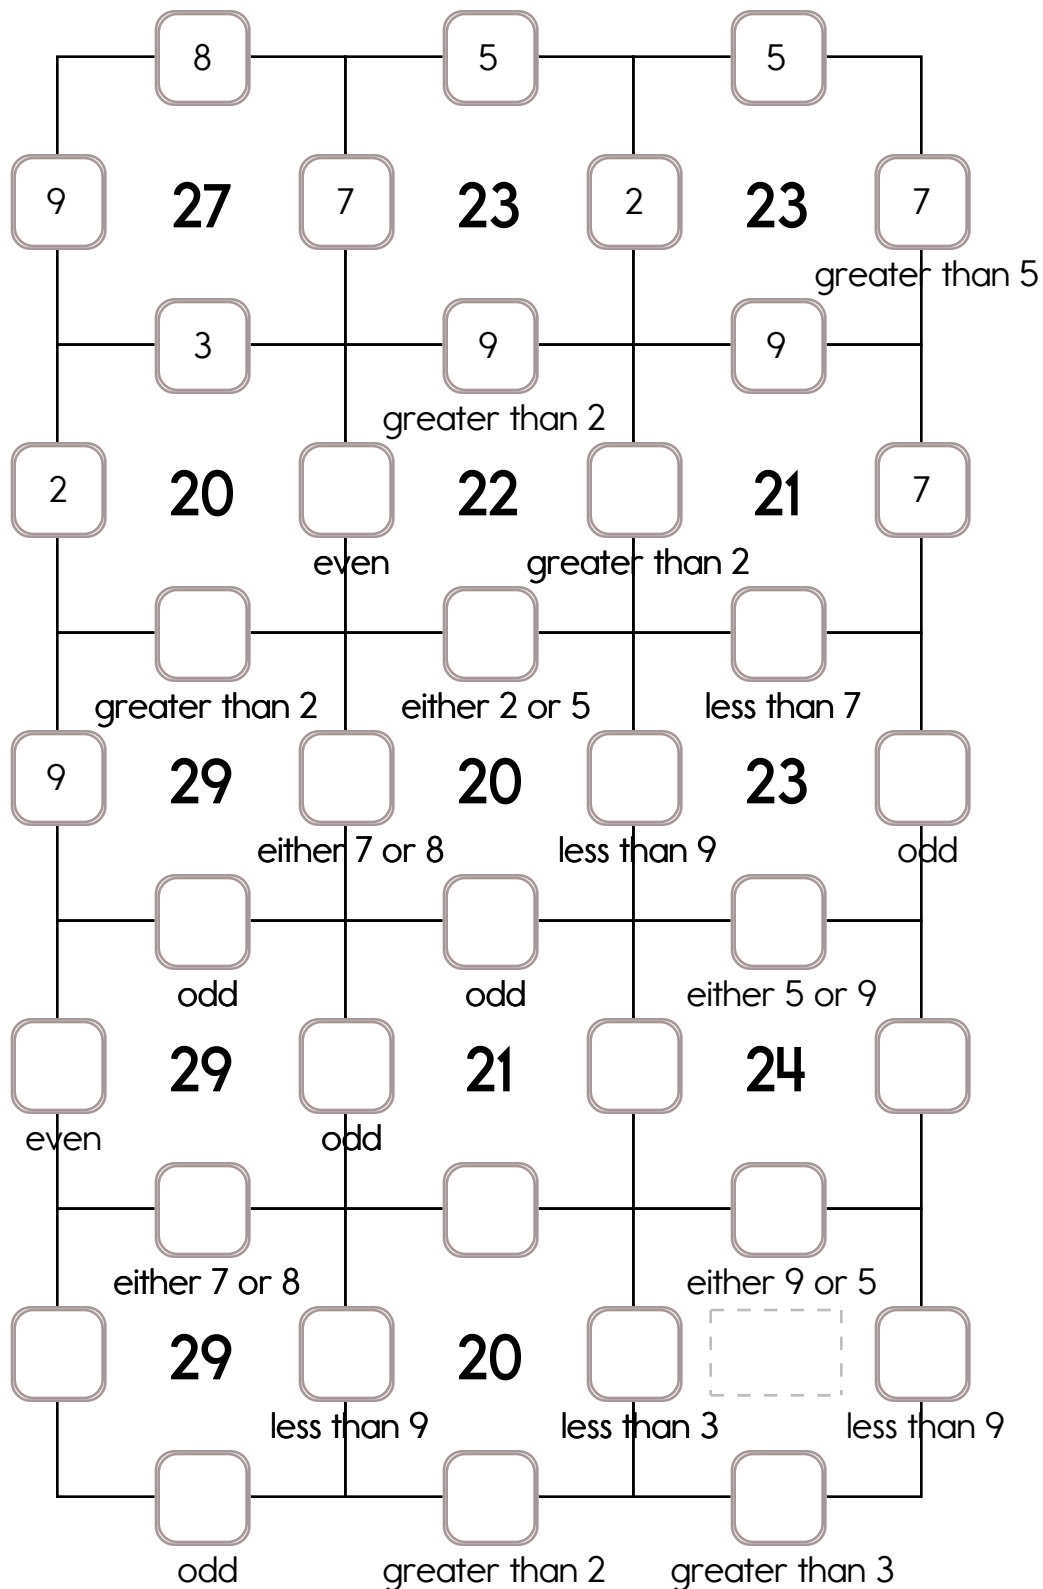 8 5 5
9 27 7 23 2 23 7
greater than 5
3 9 9
greater than 2
2 20 22 21 7
even greater than 2
greater than 2 either 2 or 5 less than 7
9 29 20 23
either 7 or 8 less than 9 odd
odd odd either 5 or 9
29 21 24
even odd
either 7 or 8 either 9 or 5
29 20
less than 9 less than 3 less than 9
odd greater than 2 greater than 3